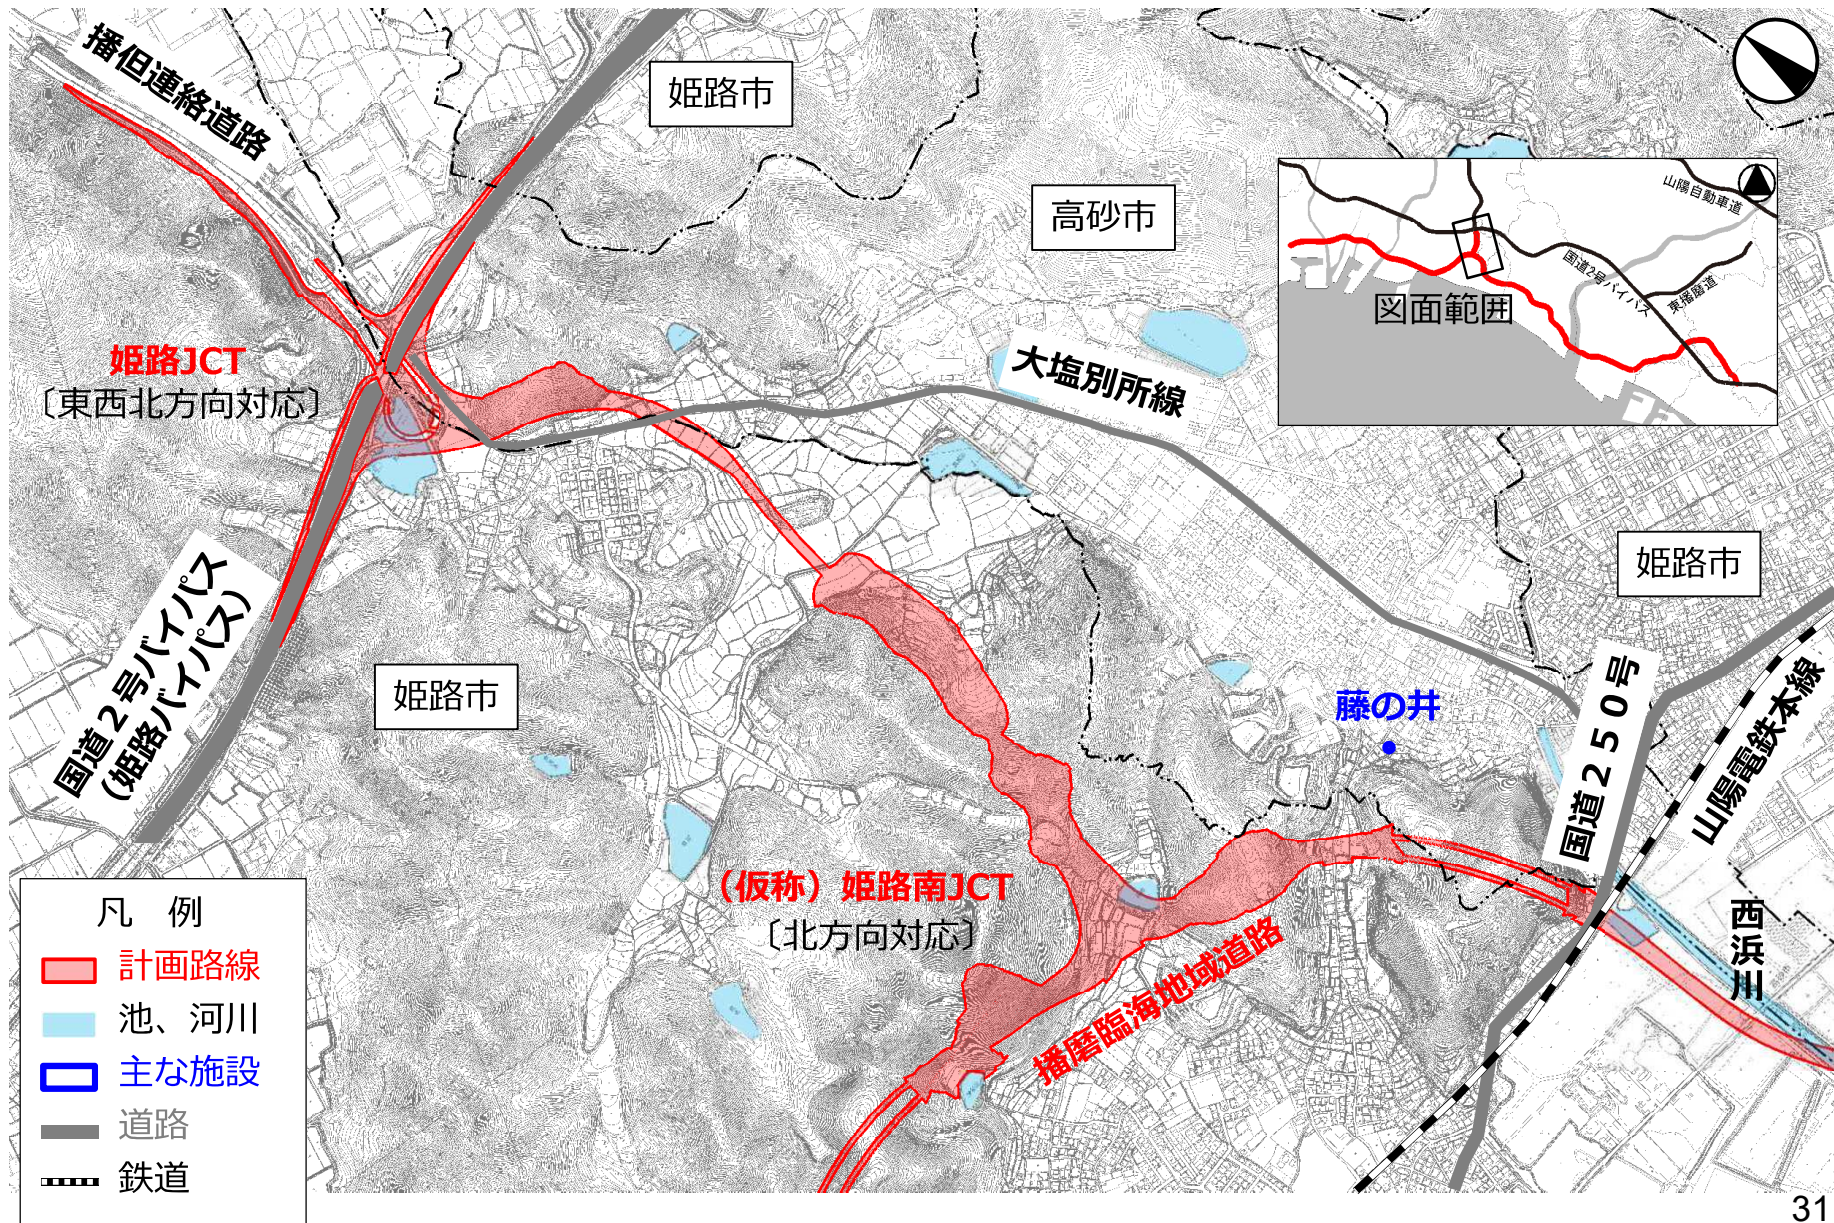 播但連絡道路
姫路市
高砂市
山陽自動車道
国道2号バイパス
東播磨道
図面範囲
姫路JCT
〔東西北方向対応〕
大塩別所線
姫路市
国道２号バイパス
(姫路バイパス)
姫路市
藤の井
国道２５０号
山陽電鉄本線
（仮称）姫路南JCT
〔北方向対応〕
播磨臨海地域道路
西浜川
凡　例
計画路線
池、河川
主な施設
道路
鉄道
31